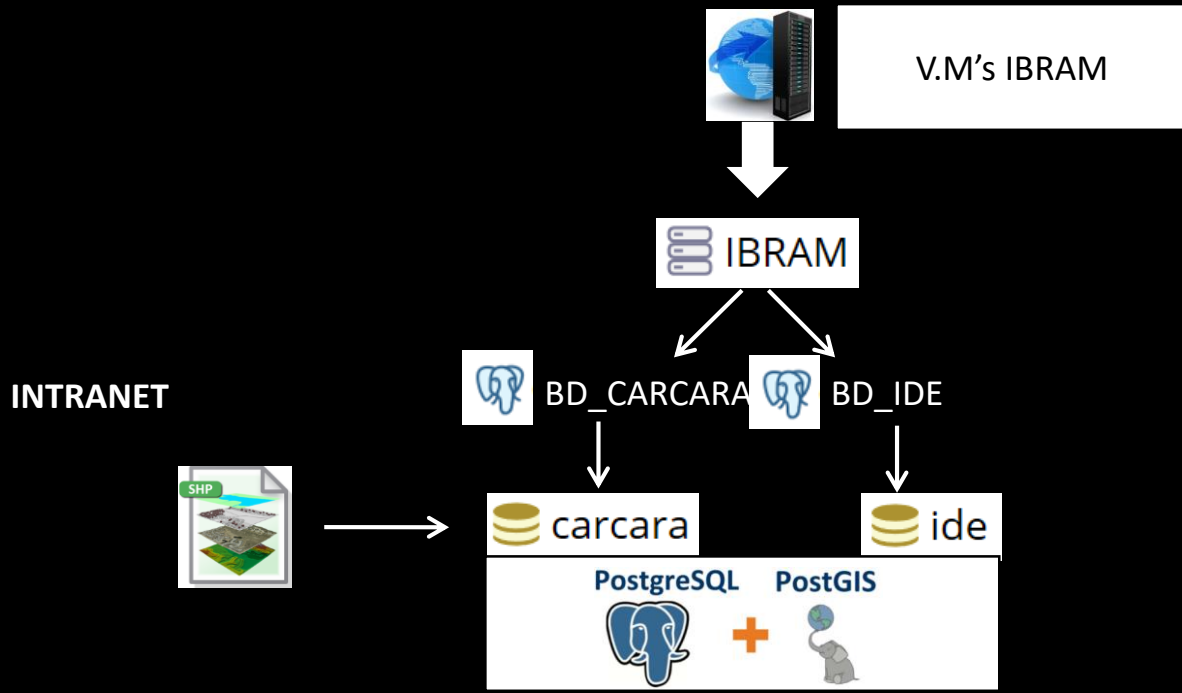 V.M’s IBRAM
IBRAM
INTRANET
BD_CARCARA
BD_IDE
SHP
carcara
ide
PostgreSQL
PostGIS